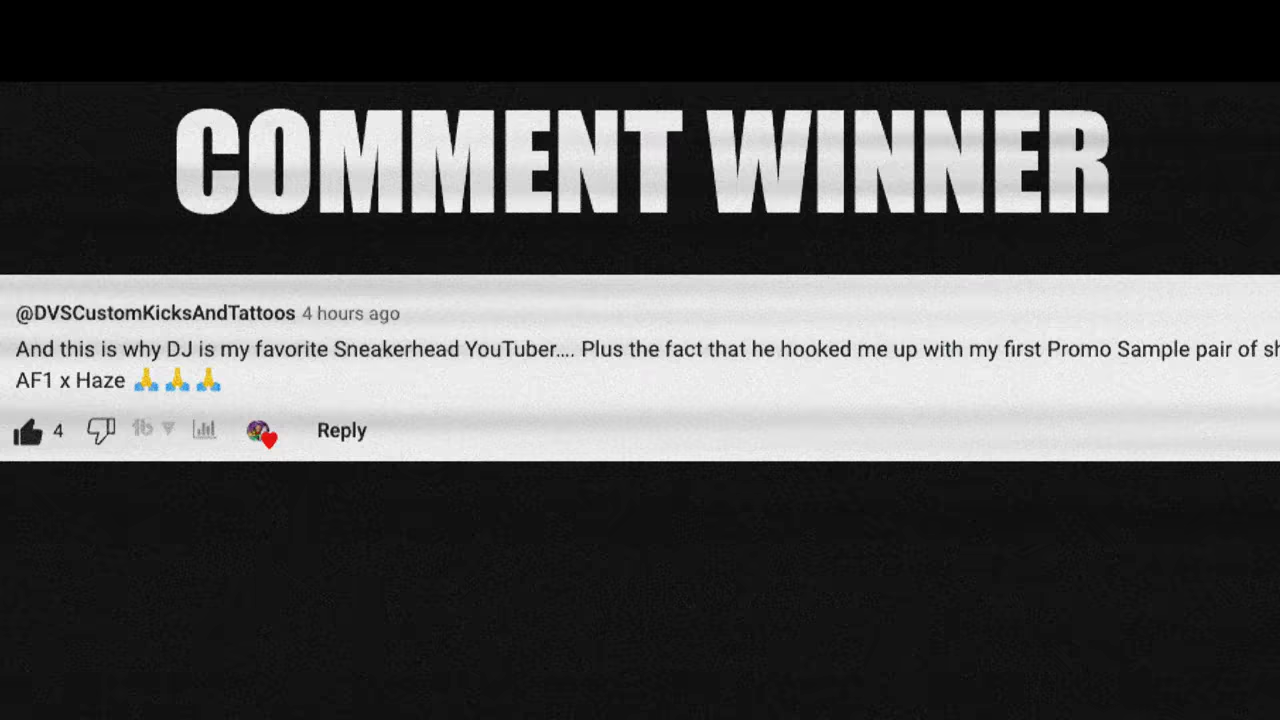 COMMENT WINNER
@DVSCustomKicksAndTattoos 4 hours ago
And this is why DJ is my favorite Sneakerhead YouTuber.... Plus the fact that he hooked me up with my first Promo Sample pair of sh
AF1 x Haze 🙏 🙏 🙏
4 Reply